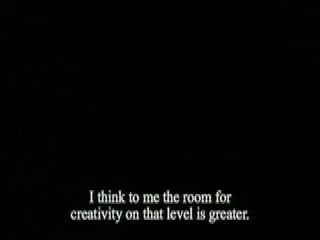 I think to me the room for
creativity on that level is greater.